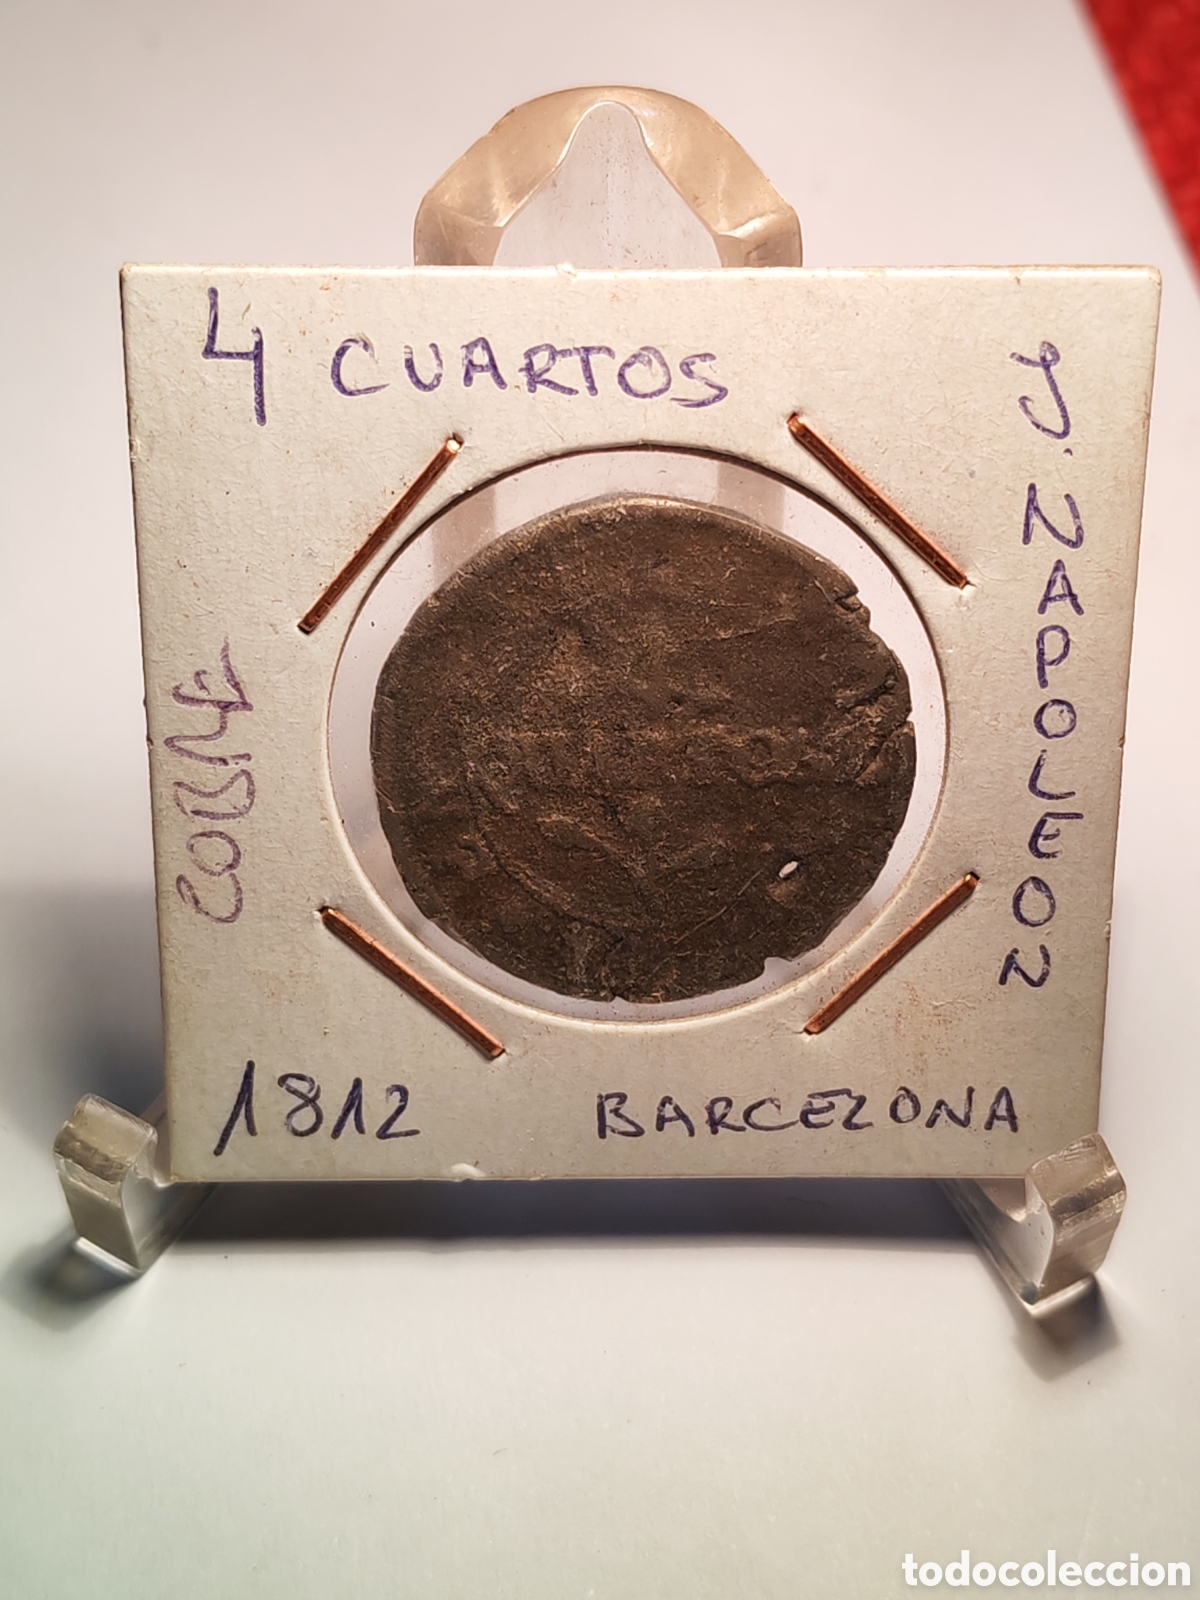 4 CUARTOS
J. NAPOLEON
COBRE
1812 BARCELONA
todocoleccion